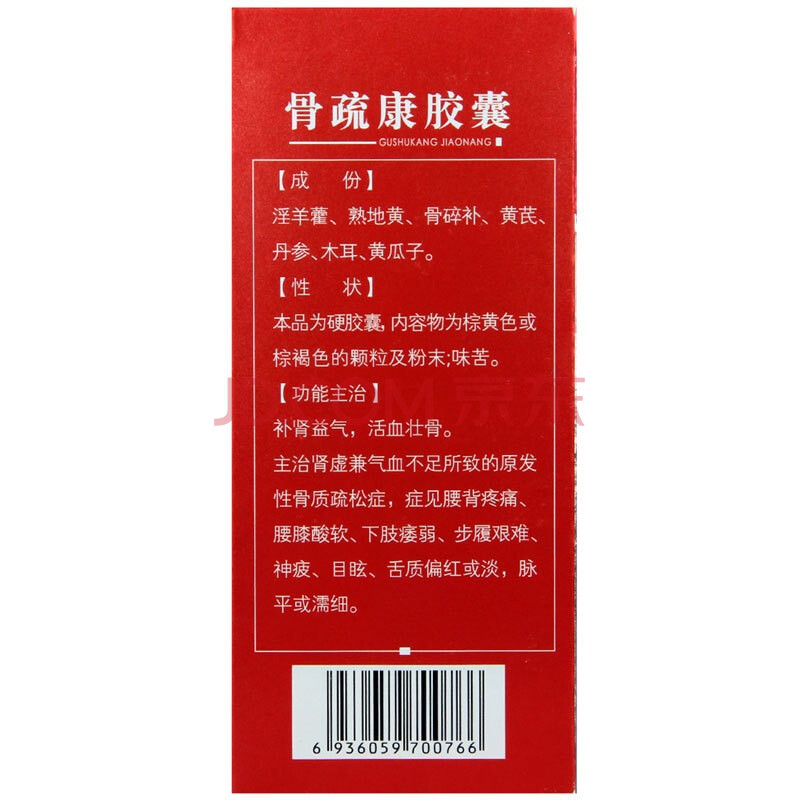 骨疏康胶囊
GUSHUKANG JIAONANG
【成 份】
淫羊藿、熟地黄、骨碎补、黄芪、
丹参、木耳、黄瓜子。
【性 状】
本品为硬胶囊,内容物为棕黄色或
棕褐色的颗粒及粉末;味苦。
【功能主治】
补肾益气，活血壮骨。
主治肾虚兼气血不足所致的原发
性骨质疏松症，症见腰背疼痛、
腰膝酸软、下肢痿弱、步履艰难、
神疲、目眩、舌质偏红或淡，脉
平或濡细。
6 936059 700766